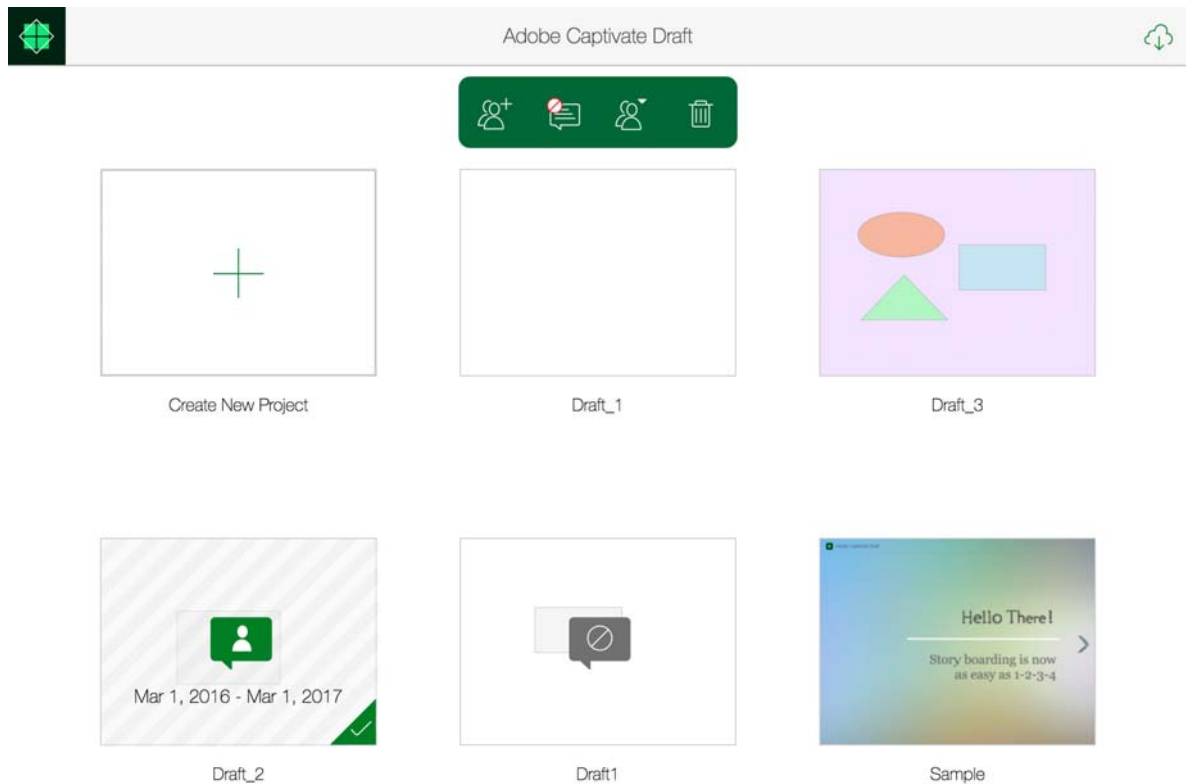 Adobe Captivate Draft
Create New Project
Draft_1
Draft_3
Mar 1, 2016 - Mar 1, 2017
Hello There!
Story boarding is now
as easy as 1-2-3-4
Draft_2
Draft1
Sample